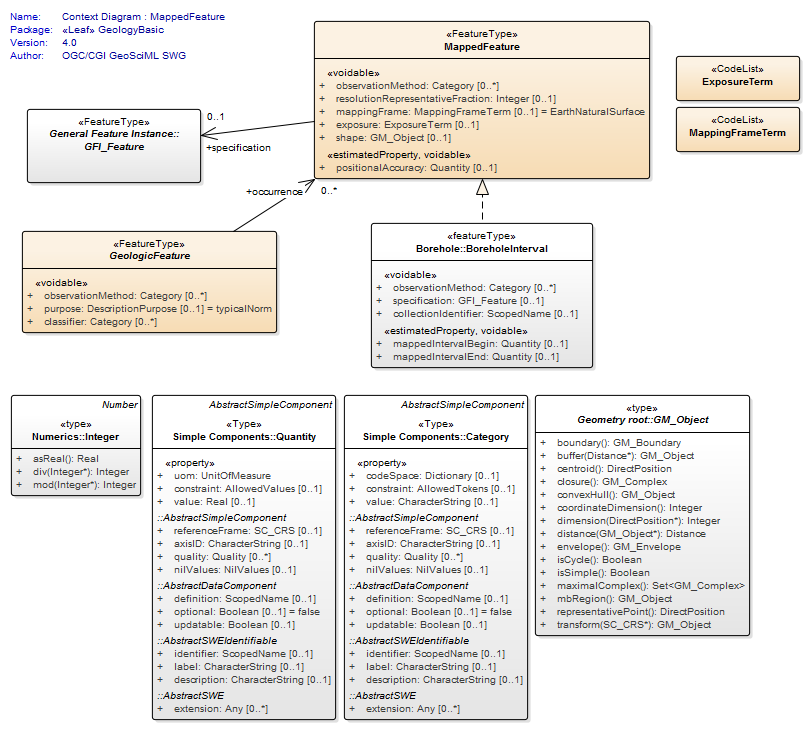 Name: Context Diagram : MappedFeature
Package: «Leaf» GeologyBasic
Version: 4.0
Author: OGC/CGI GeoSciML SWG
«FeatureType»
MappedFeature
«voidable»
+ observationMethod: Category [0..*]
+ resolutionRepresentativeFraction: Integer [0..1]
+ mappingFrame: MappingFrameTerm [0..1] = EarthNaturalSurface
+ exposure: ExposureTerm [0..1]
+ shape: GM_Object [0..1]
«estimatedProperty, voidable»
+ positionalAccuracy: Quantity [0..1]
«CodeList»
ExposureTerm
«CodeList»
MappingFrameTerm
«FeatureType»
General Feature Instance::
GFI_Feature
0..1
+specification
+occurrence
0..*
«FeatureType»
GeologicFeature
«voidable»
+ observationMethod: Category [0..*]
+ purpose: DescriptionPurpose [0..1] = typicalNorm
+ classifier: Category [0..*]
«featureType»
Borehole::BoreholeInterval
«voidable»
+ observationMethod: Category [0..*]
+ specification: GFI_Feature [0..1]
+ collectionIdentifier: ScopedName [0..1]
«estimatedProperty, voidable»
+ mappedIntervalBegin: Quantity [0..1]
+ mappedIntervalEnd: Quantity [0..1]
Number
«type»
Numerics::Integer
+ asReal(): Real
+ div(Integer*): Integer
+ mod(Integer*): Integer
AbstractSimpleComponent
«Type»
Simple Components::Quantity
«property»
+ uom: UnitOfMeasure
+ constraint: AllowedValues [0..1]
+ value: Real [0..1]
::AbstractSimpleComponent
+ referenceFrame: SC_CRS [0..1]
+ axisID: CharacterString [0..1]
+ quality: Quality [0..*]
+ nilValues: NilValues [0..1]
::AbstractDataComponent
+ definition: ScopedName [0..1]
+ optional: Boolean [0..1] = false
+ updatable: Boolean [0..1]
::AbstractSWEIdentifiable
+ identifier: ScopedName [0..1]
+ label: CharacterString [0..1]
+ description: CharacterString [0..1]
::AbstractSWE
+ extension: Any [0..*]
AbstractSimpleComponent
«Type»
Simple Components::Category
«property»
+ codeSpace: Dictionary [0..1]
+ constraint: AllowedTokens [0..1]
+ value: CharacterString [0..1]
::AbstractSimpleComponent
+ referenceFrame: SC_CRS [0..1]
+ axisID: CharacterString [0..1]
+ quality: Quality [0..*]
+ nilValues: NilValues [0..1]
::AbstractDataComponent
+ definition: ScopedName [0..1]
+ optional: Boolean [0..1] = false
+ updatable: Boolean [0..1]
::AbstractSWEIdentifiable
+ identifier: ScopedName [0..1]
+ label: CharacterString [0..1]
+ description: CharacterString [0..1]
::AbstractSWE
+ extension: Any [0..*]
«type»
Geometry root::GM_Object
+ boundary(): GM_Boundary
+ buffer(Distance*): GM_Object
+ centroid(): DirectPosition
+ closure(): GM_Complex
+ convexHull(): GM_Object
+ coordinateDimension(): Integer
+ dimension(DirectPosition*): Integer
+ distance(GM_Object*): Distance
+ envelope(): GM_Envelope
+ isCycle(): Boolean
+ isSimple(): Boolean
+ maximalComplex(): Set<GM_Complex>
+ mbRegion(): GM_Object
+ representativePoint(): DirectPosition
+ transform(SC_CRS*): GM_Object